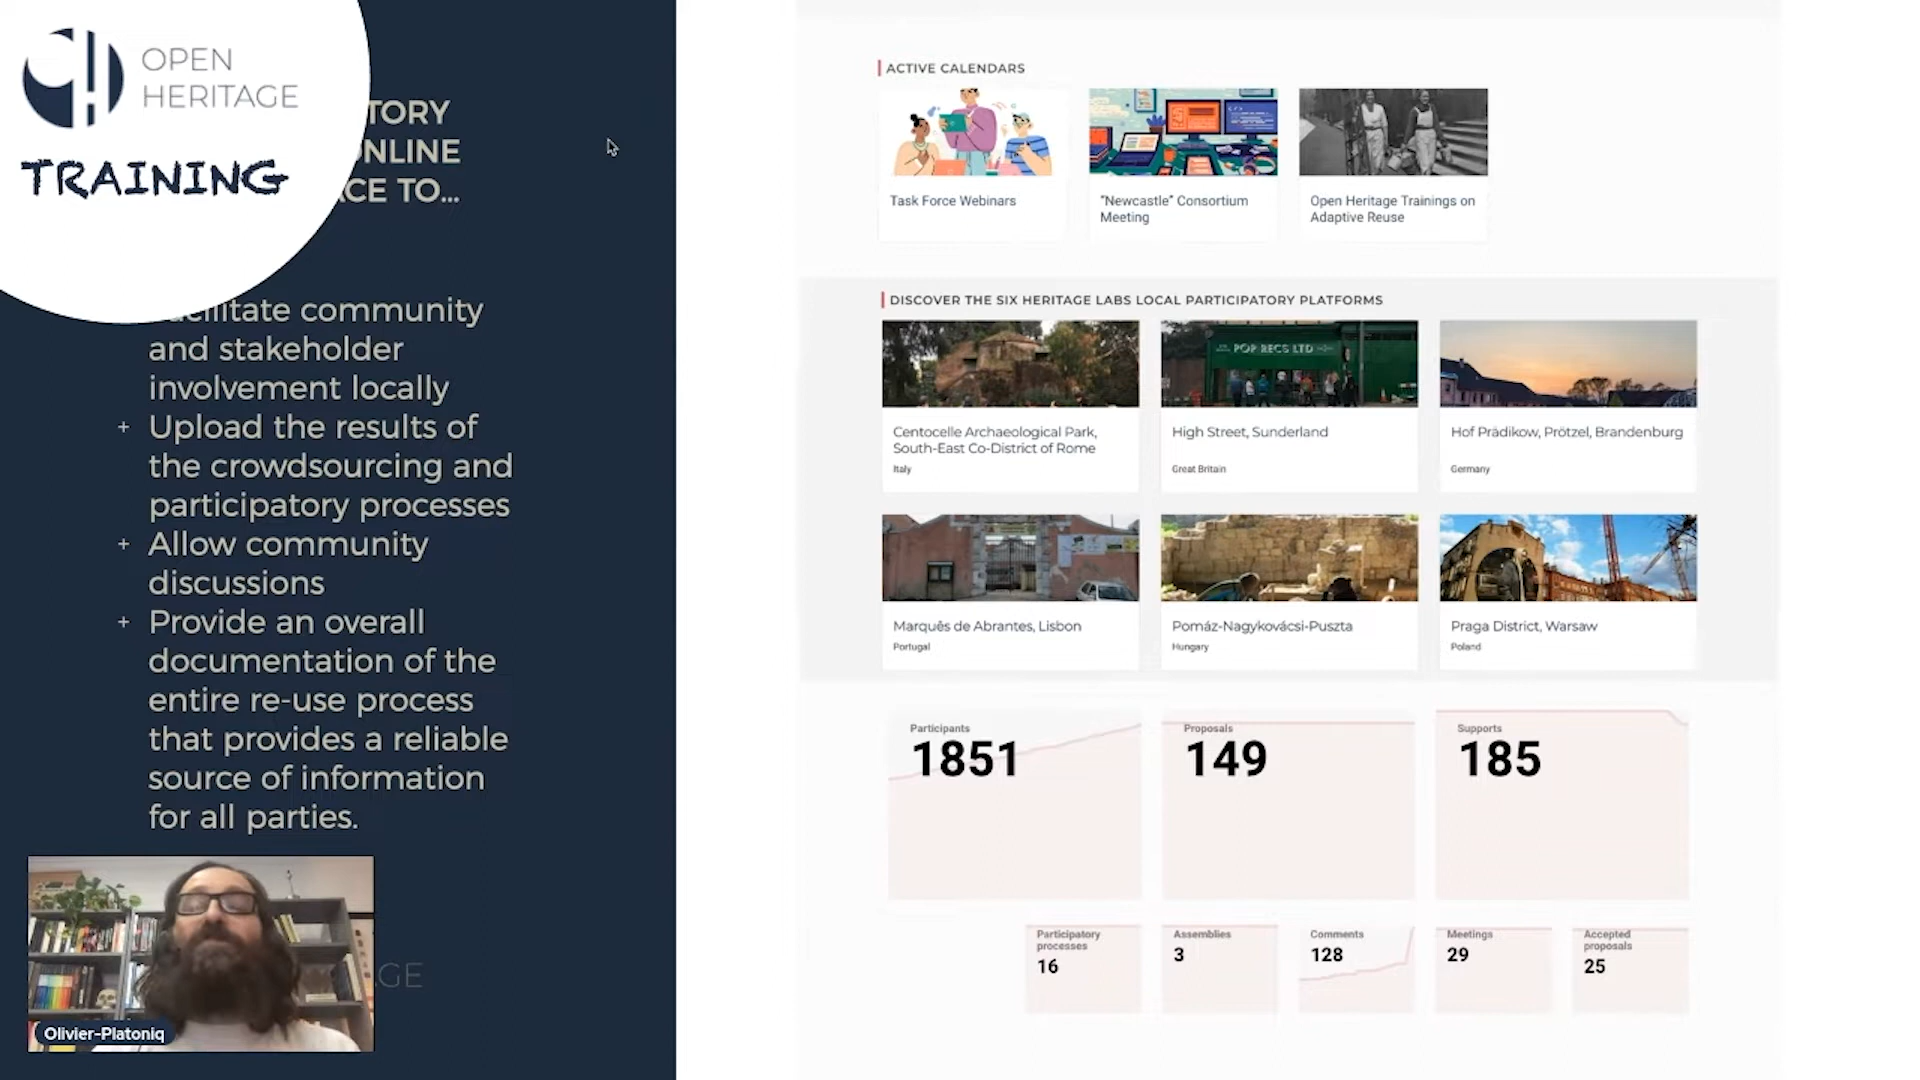 OPEN
HERITAGE
TRAINING
TORY
ONLINE
CE TO...
facilitate community
and stakeholder
involvement locally
+ Upload the results of
the crowdsourcing and
participatory processes
+ Allow community
discussions
+ Provide an overall
documentation of the
entire re-use process
that provides a reliable
source of information
for all parties.
GE
Olivier-Platoniq
ACTIVE CALENDARS
Task Force Webinars
"Newcastle" Consortium
Meeting
Open Heritage Trainings on
Adaptive Reuse
DISCOVER THE SIX HERITAGE LABS LOCAL PARTICIPATORY PLATFORMS
POP RECS LTD
Centocelle Archaeological Park,
South-East Co-District of Rome
Italy
High Street, Sunderland
Great Britain
Hof Prädikow, Prötzel, Brandenburg
Germany
Marquês de Abrantes, Lisbon
Portugal
Pomáz-Nagykovácsi-Puszta
Hungary
Praga District, Warsaw
Poland
Participants
1851
Proposals
149
Supports
185
Participatory
processes
16
Assemblies
3
Comments
128
Meetings
29
Accepted
proposals
25